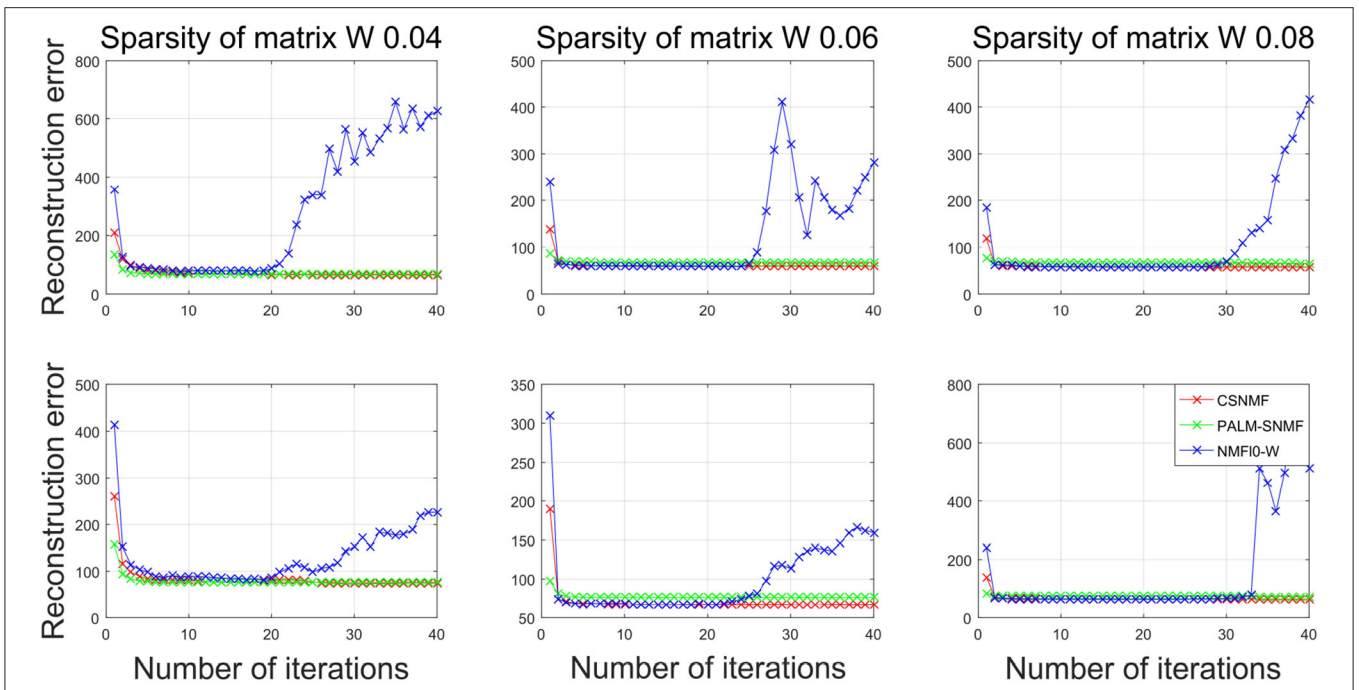 Sparsity of matrix W 0.04
Sparsity of matrix W 0.06
Sparsity of matrix W 0.08
Reconstruction error
800
600
400
200
0
0 10 20 30 40
500
400
300
200
100
0
0 10 20 30 40
500
400
300
200
100
0
0 10 20 30 40
Reconstruction error
500
400
300
200
100
0
0 10 20 30 40
Number of iterations
350
300
250
200
150
100
50
0 10 20 30 40
Number of iterations
800
600
400
200
0
0 10 20 30 40
Number of iterations
CSNMF
PALM-SNMF
NMFl0-W